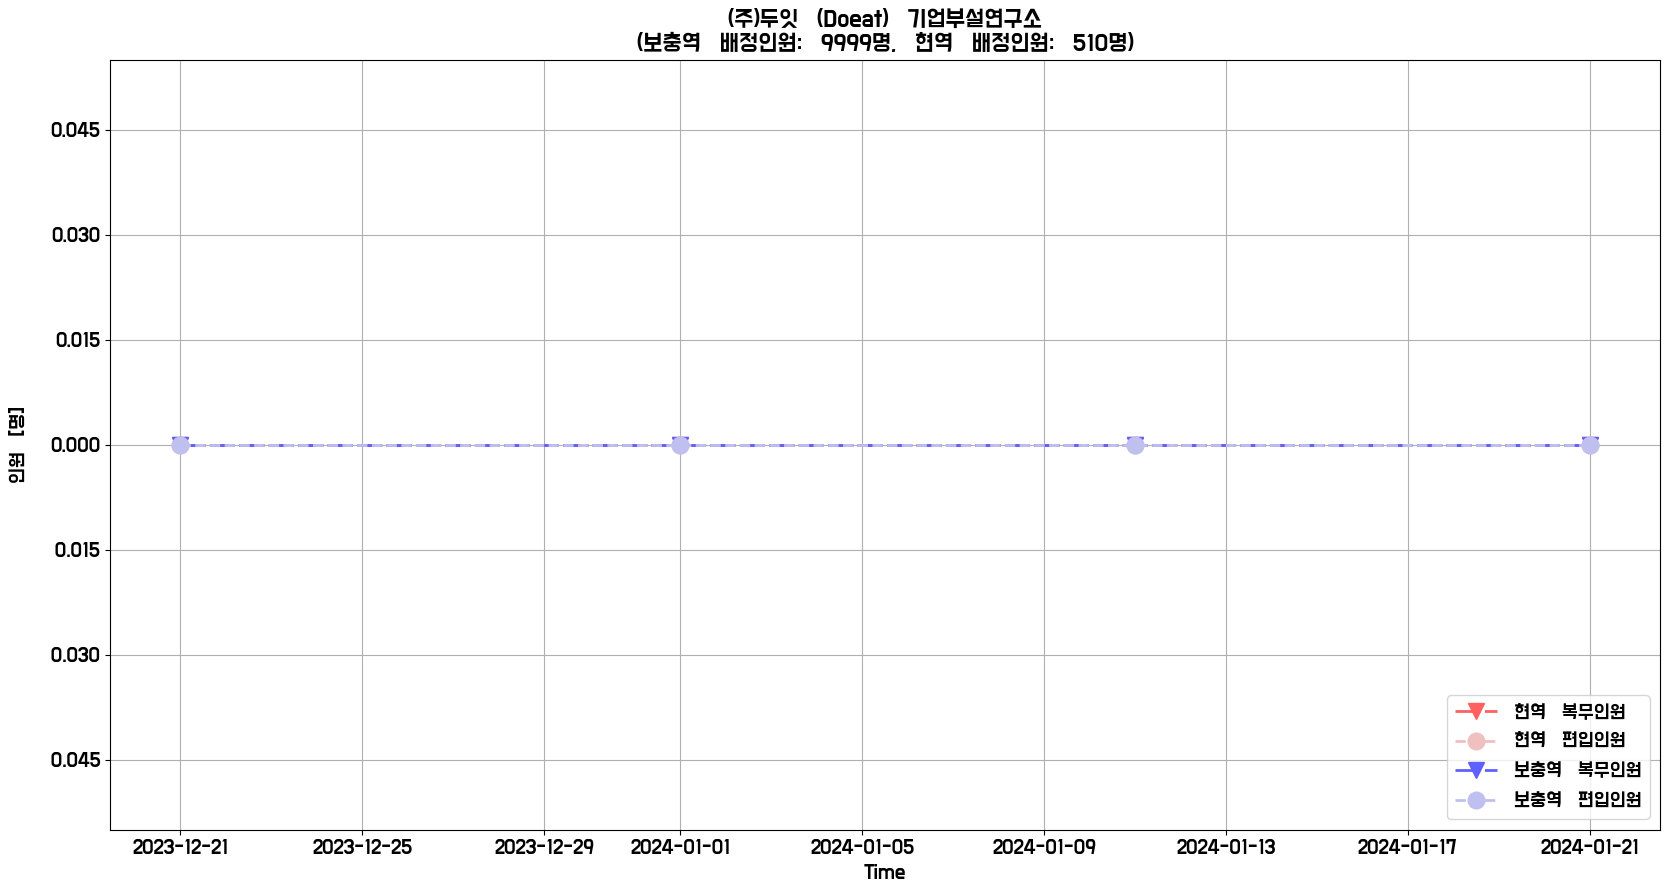 (주)두잇 (Doeat) 기업부설연구소
(보충역 배정인원: 9999명, 현역 배정인원: 510명)
인원 [명]
0.045
0.030
0.015
0.000
0.015
0.030
0.045
현역 복무인원
현역 편입인원
보충역 복무인원
보충역 편입인원
2023-12-21 2023-12-25 2023-12-29 2024-01-01 2024-01-05 2024-01-09 2024-01-13 2024-01-17 2024-01-21
Time